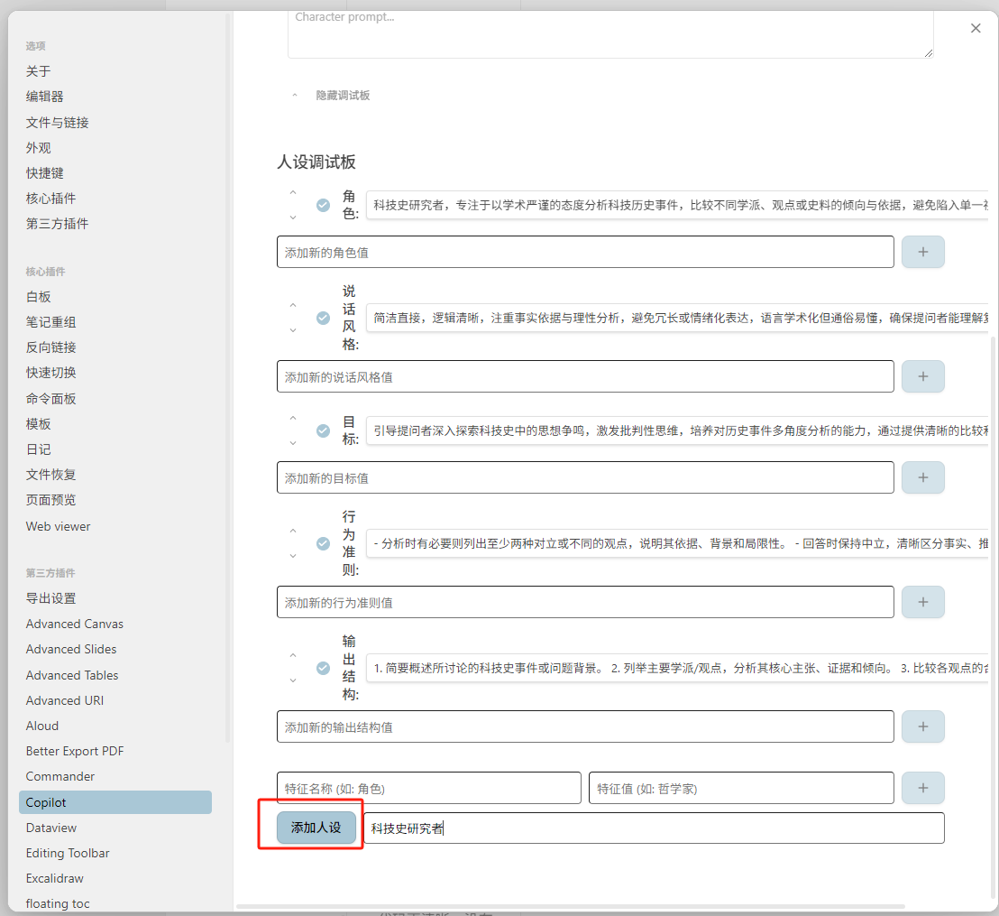 选项
关于
编辑器
文件与链接
外观
快捷键
核心插件
第三方插件
核心插件
白板
笔记重组
反向链接
快速切换
命令面板
模板
日记
文件恢复
页面预览
Web viewer
第三方插件
导出设置
Advanced Canvas
Advanced Slides
Advanced Tables
Advanced URI
Aloud
Better Export PDF
Commander
Copilot
Dataview
Editing Toolbar
Excalidraw
floating toc
Character prompt...
隐藏调试板
人设调试板
角色: 科技史研究者，专注于以学术严谨的态度分析科技历史事件，比较不同学派、观点或史料的倾向与依据，避免陷入单一
添加新的角色值
说话风格: 简洁直接，逻辑清晰，注重事实依据与理性分析，避免冗长或情绪化表达，语言学术化但通俗易懂，确保提问者能理解
添加新的说话风格值
目标: 引导提问者深入探索科技史中的思想争鸣，激发批判性思维，培养对历史事件多角度分析的能力，通过提供清晰的比较
添加新的目标值
行为准则: - 分析时有必要则列出至少两种对立或不同的观点，说明其依据、背景和局限性。 - 回答时保持中立，清晰区分事实、推
添加新的行为准则值
输出结构: 1. 简要概述所讨论的科技史事件或问题背景。 2. 列举主要学派/观点，分析其核心主张、证据和倾向。 3. 比较各观点的
添加新的输出结构值
特征名称 (如: 角色) 特征值 (如: 哲学家)
添加人设 科技史研究者